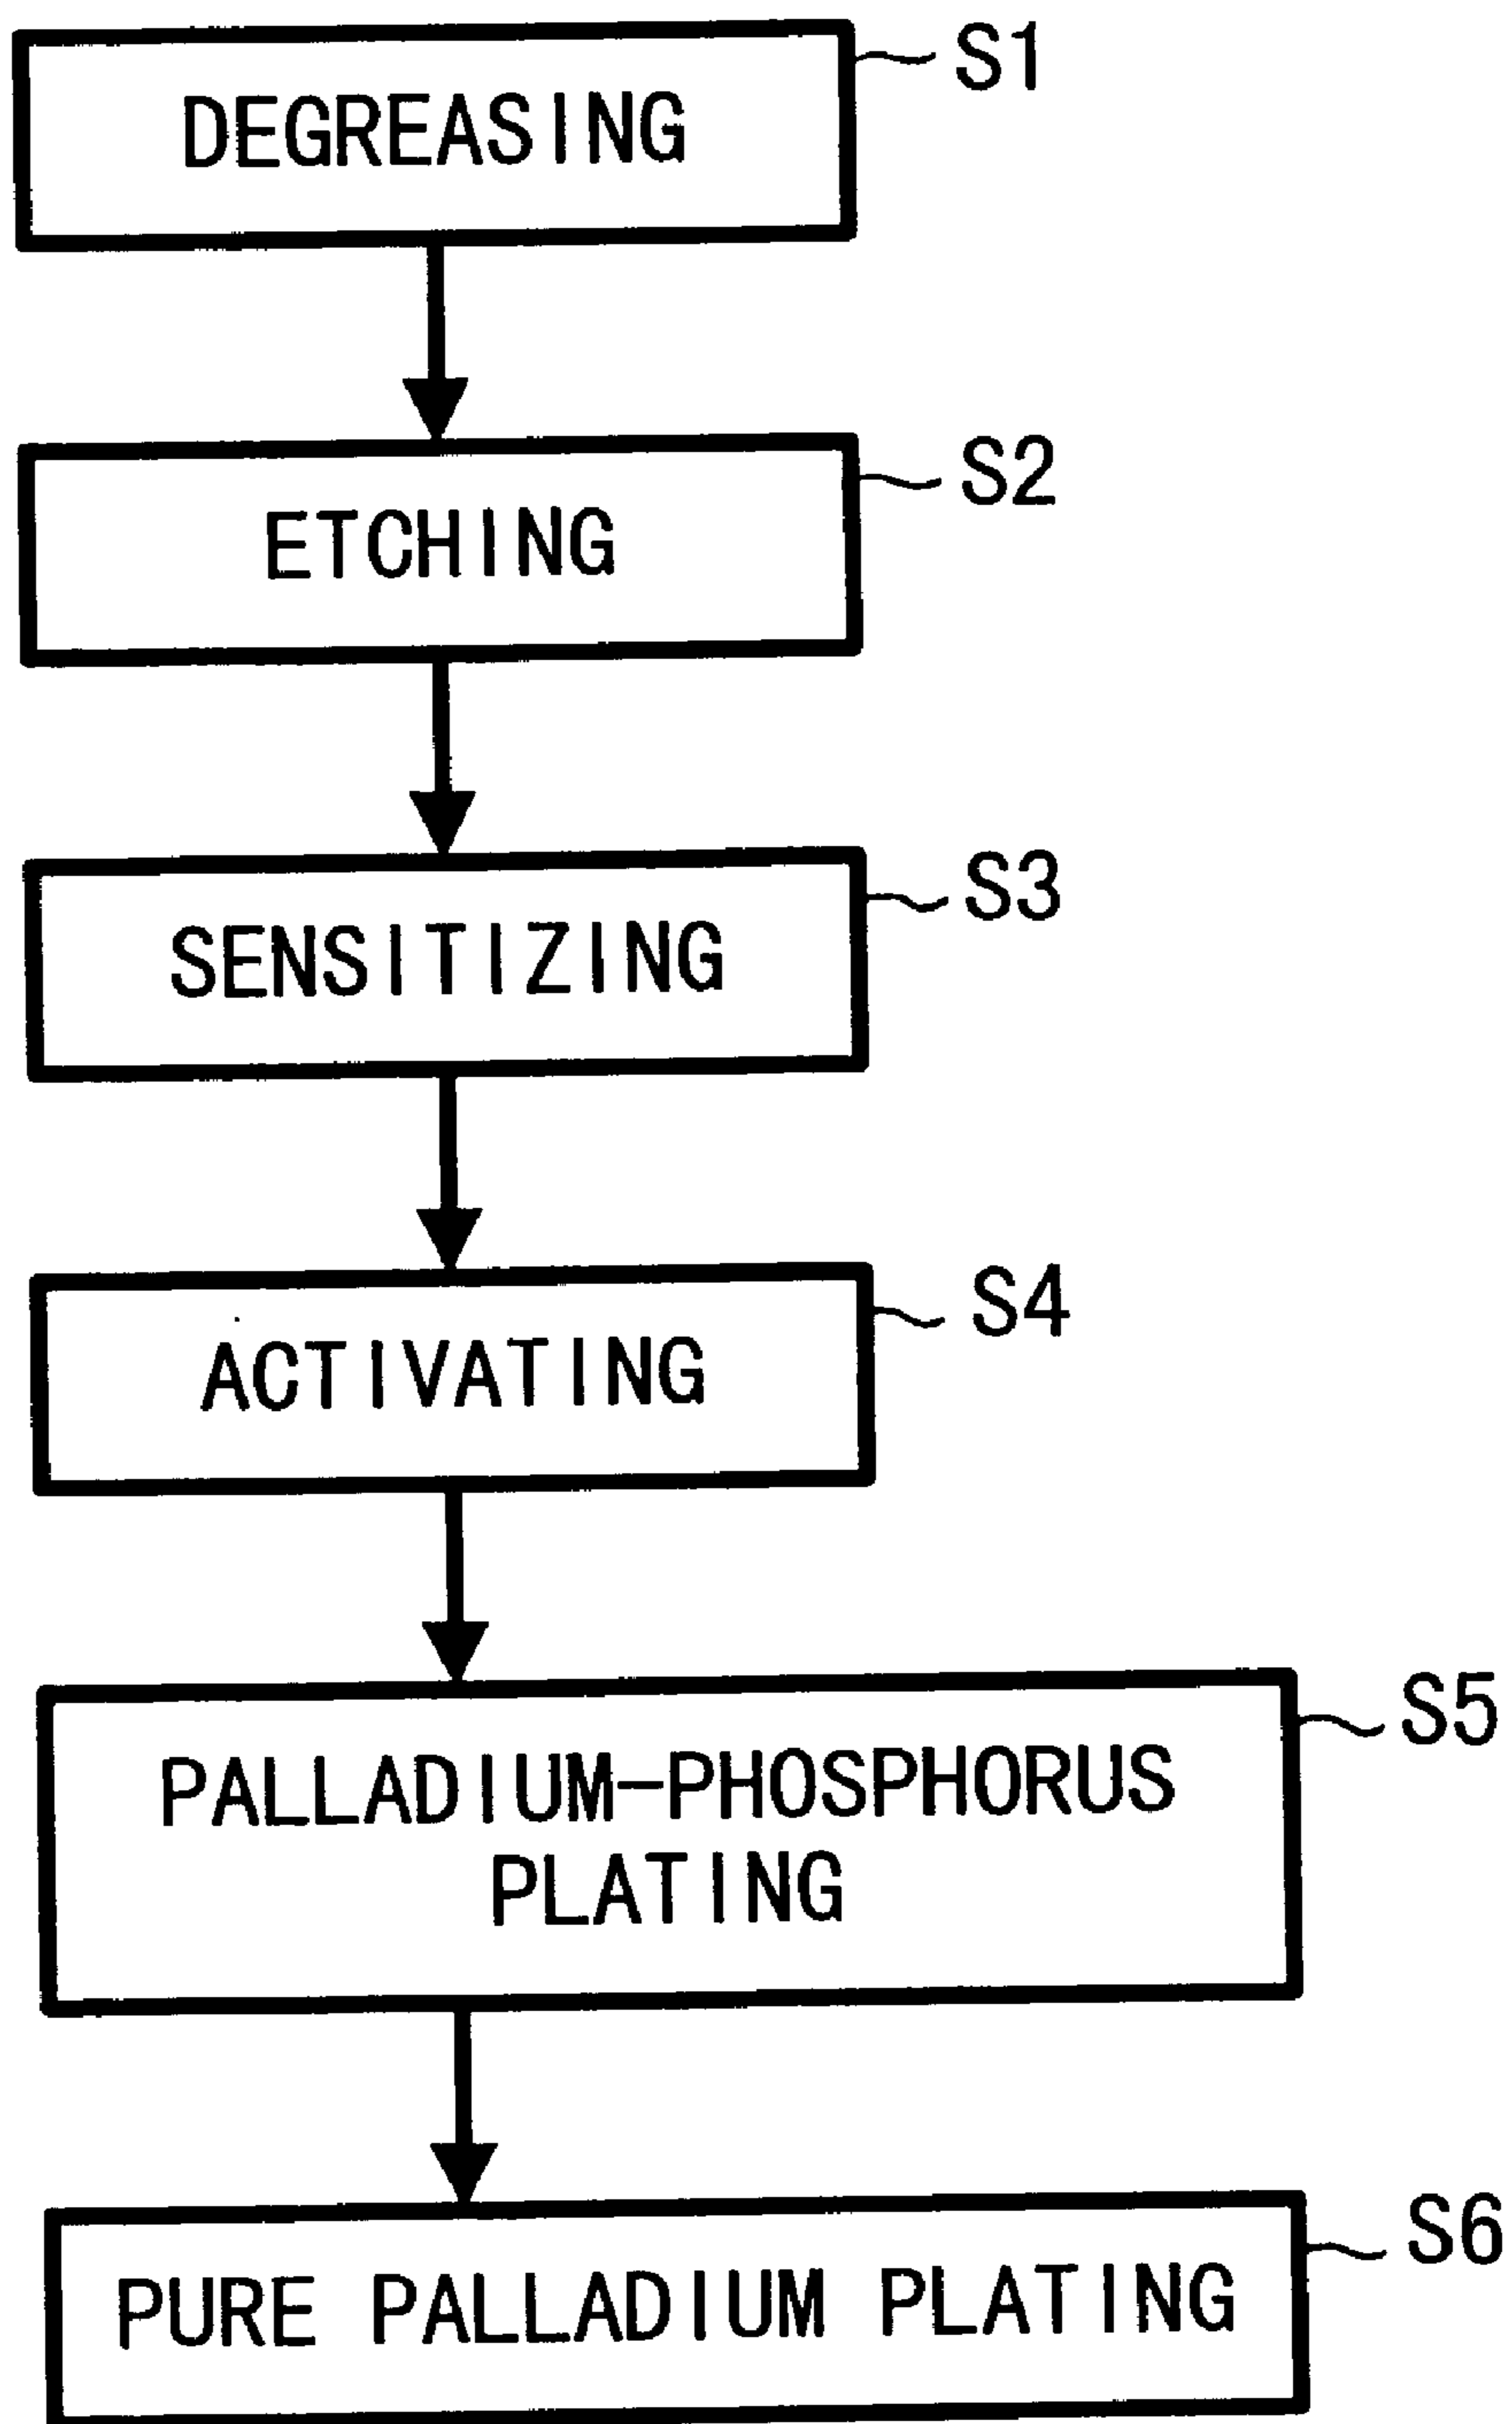 DEGREASING
S1
ETCHING
S2
SENSITIZING
S3
ACTIVATING
S4
PALLADIUM-PHOSPHORUS
PLATING
S5
PURE PALLADIUM PLATING
S6